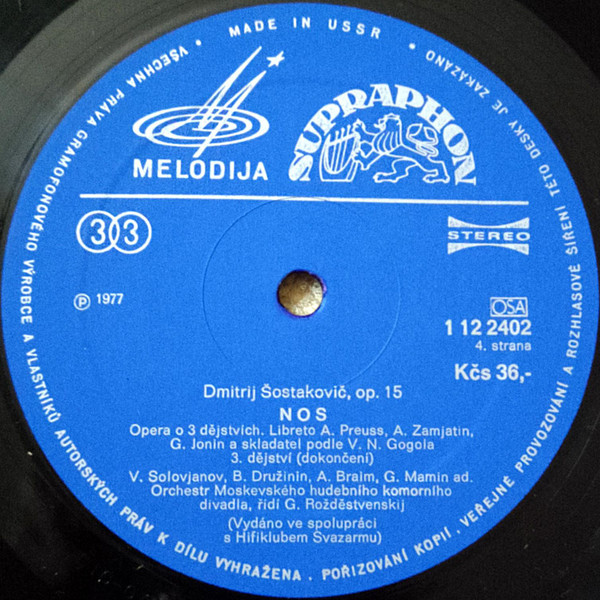 MADE IN USSR
MELODIJA
SUPRAPHON
33
STEREO
℗ 1977
OSA
1 12 2402
4. strana
Kčs 36,-
Dmitrij Šostakovič, op. 15
NOS
Opera o 3 dějstvích. Libreto A. Preuss, A. Zamjatin,
G. Jonin a skladatel podle V. N. Gogola
3. dějství (dokončení)
V. Solovjanov, B. Družinin, A. Braim, G. Mamin ad.
Orchestr Moskevského hudebního komorního
divadla, řídí G. Rožděstvenskij
(Vydáno ve spolupráci
s Hifiklubem Svazarmu)
• VŠECHNA PRÁVA GRAMOFONOVÉHO VÝROBCE A VLASTNÍKŮ AUTORSKÝCH PRÁV K DÍLU VYHRAŽENA. POŘIZOVÁNÍ KOPIÍ, VEŘEJNÉ PROVOZOVÁNÍ A ROZHLASOVÉ ŠÍŘENÍ TÉTO DESKY JE ZAKÁZÁNO •